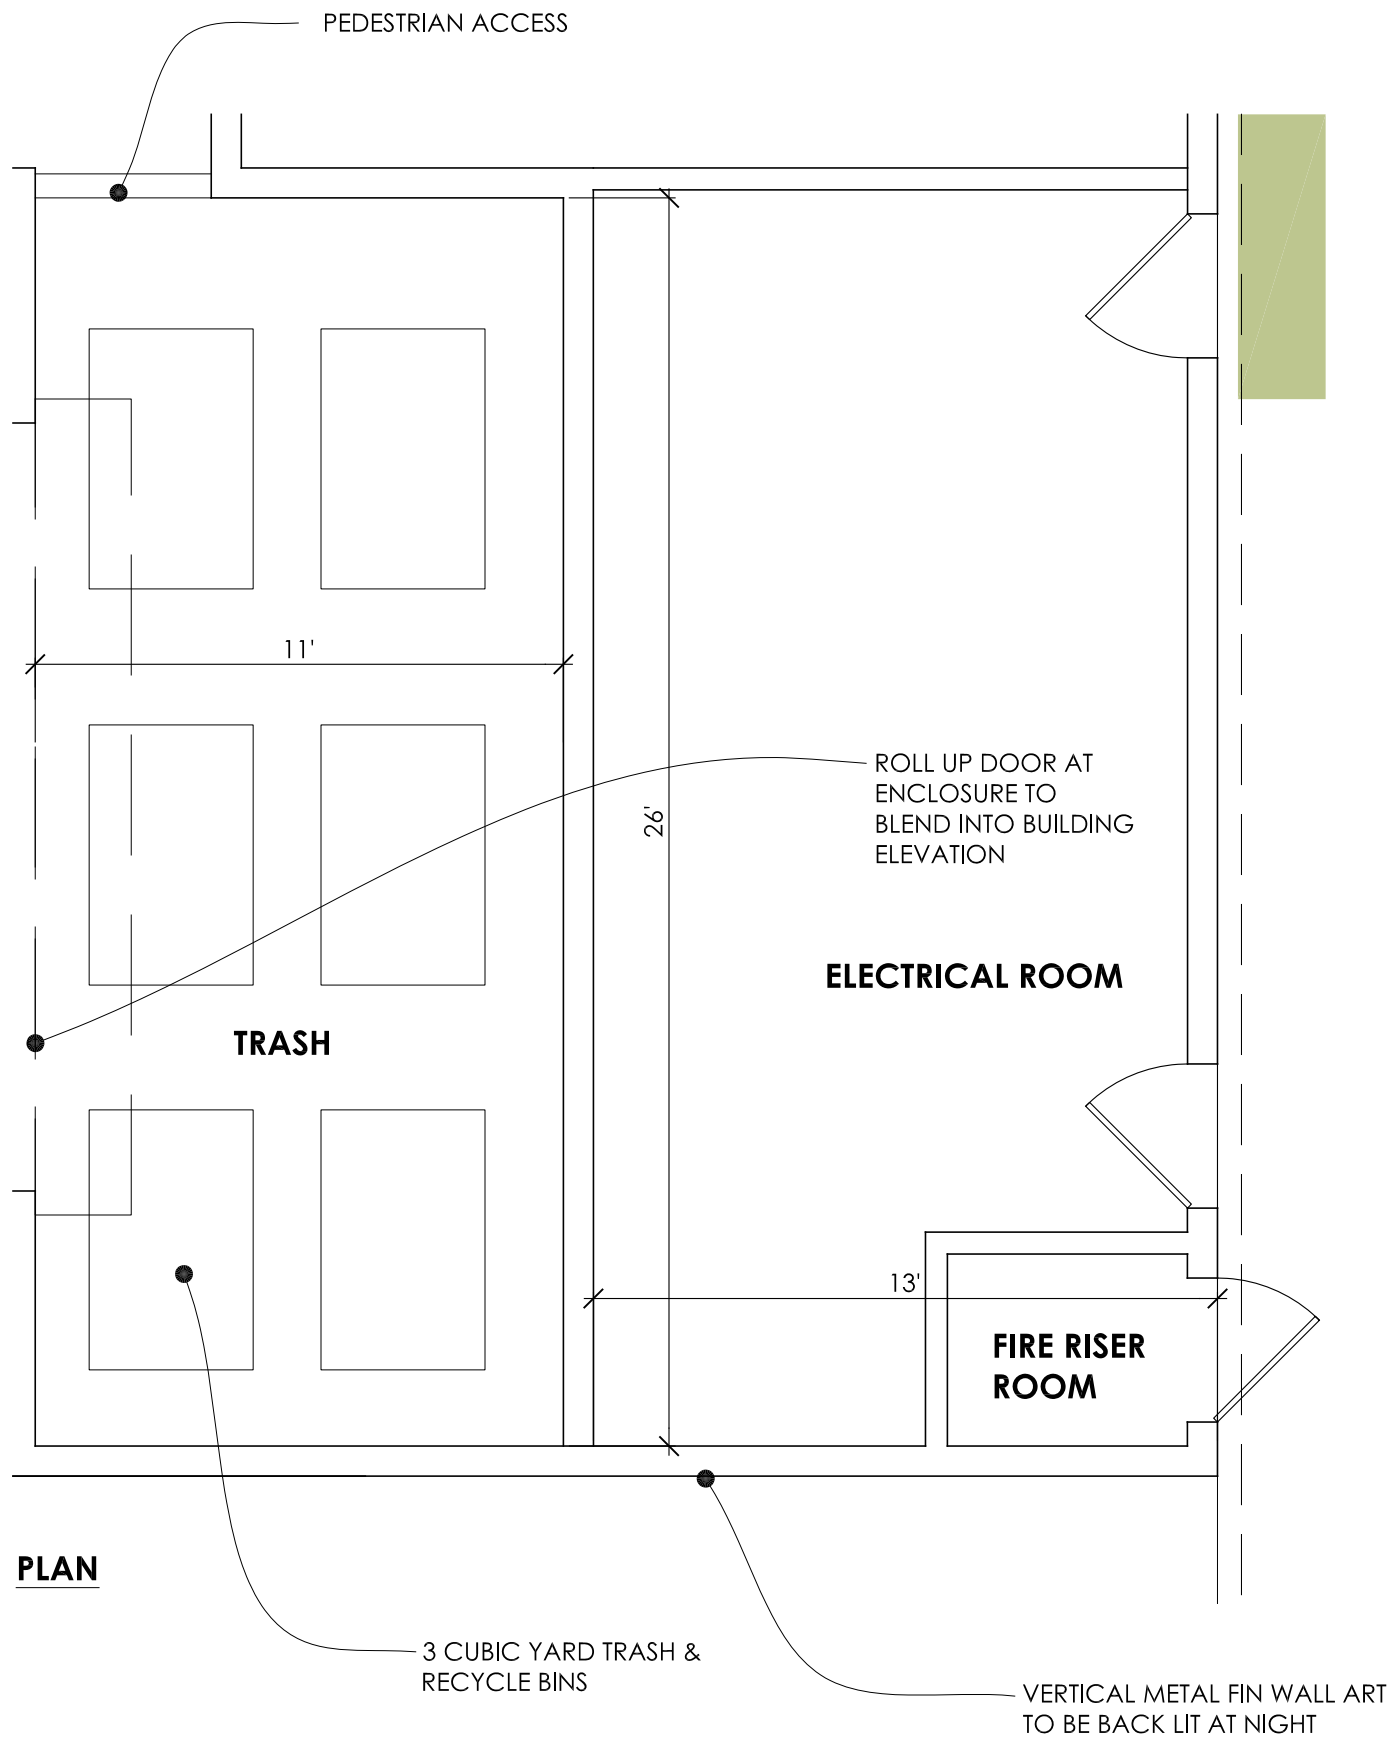 PEDESTRIAN ACCESS
11'
ROLL UP DOOR AT
ENCLOSURE TO
BLEND INTO BUILDING
ELEVATION
26'
ELECTRICAL ROOM
TRASH
13'
FIRE RISER
ROOM
PLAN
3 CUBIC YARD TRASH &
RECYCLE BINS
VERTICAL METAL FIN WALL ART
TO BE BACK LIT AT NIGHT